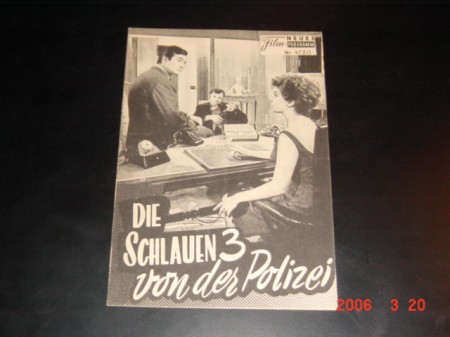 NEUES
Film-PROGRAMM
DIE
SCHLAUEN 3
von der Polizei
2006 3 20